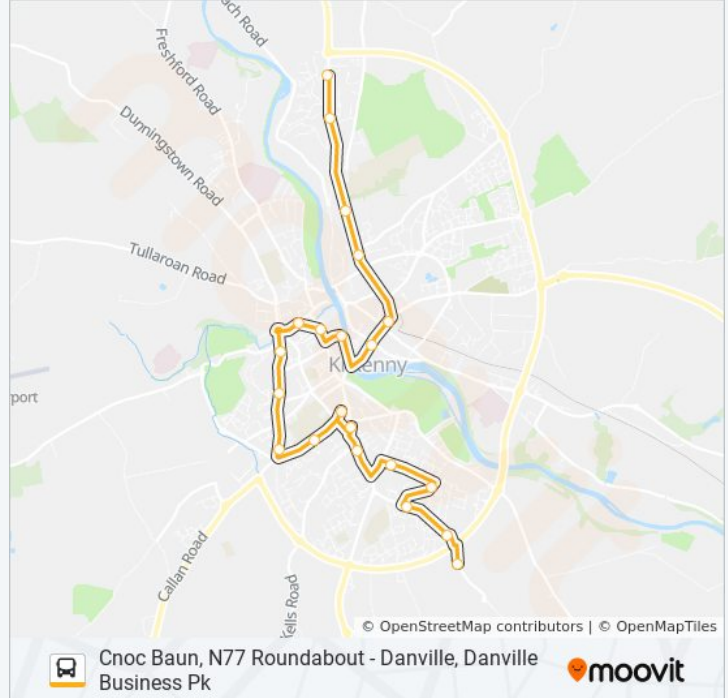 ach Road
Freshford Road
Dunningstown Road
Tullaroan Road
Kilkenny
port
Callan Road
Kells Road
© OpenStreetMap contributors | © OpenMapTiles
Cnoc Baun, N77 Roundabout - Danville, Danville
Business Pk
moovit